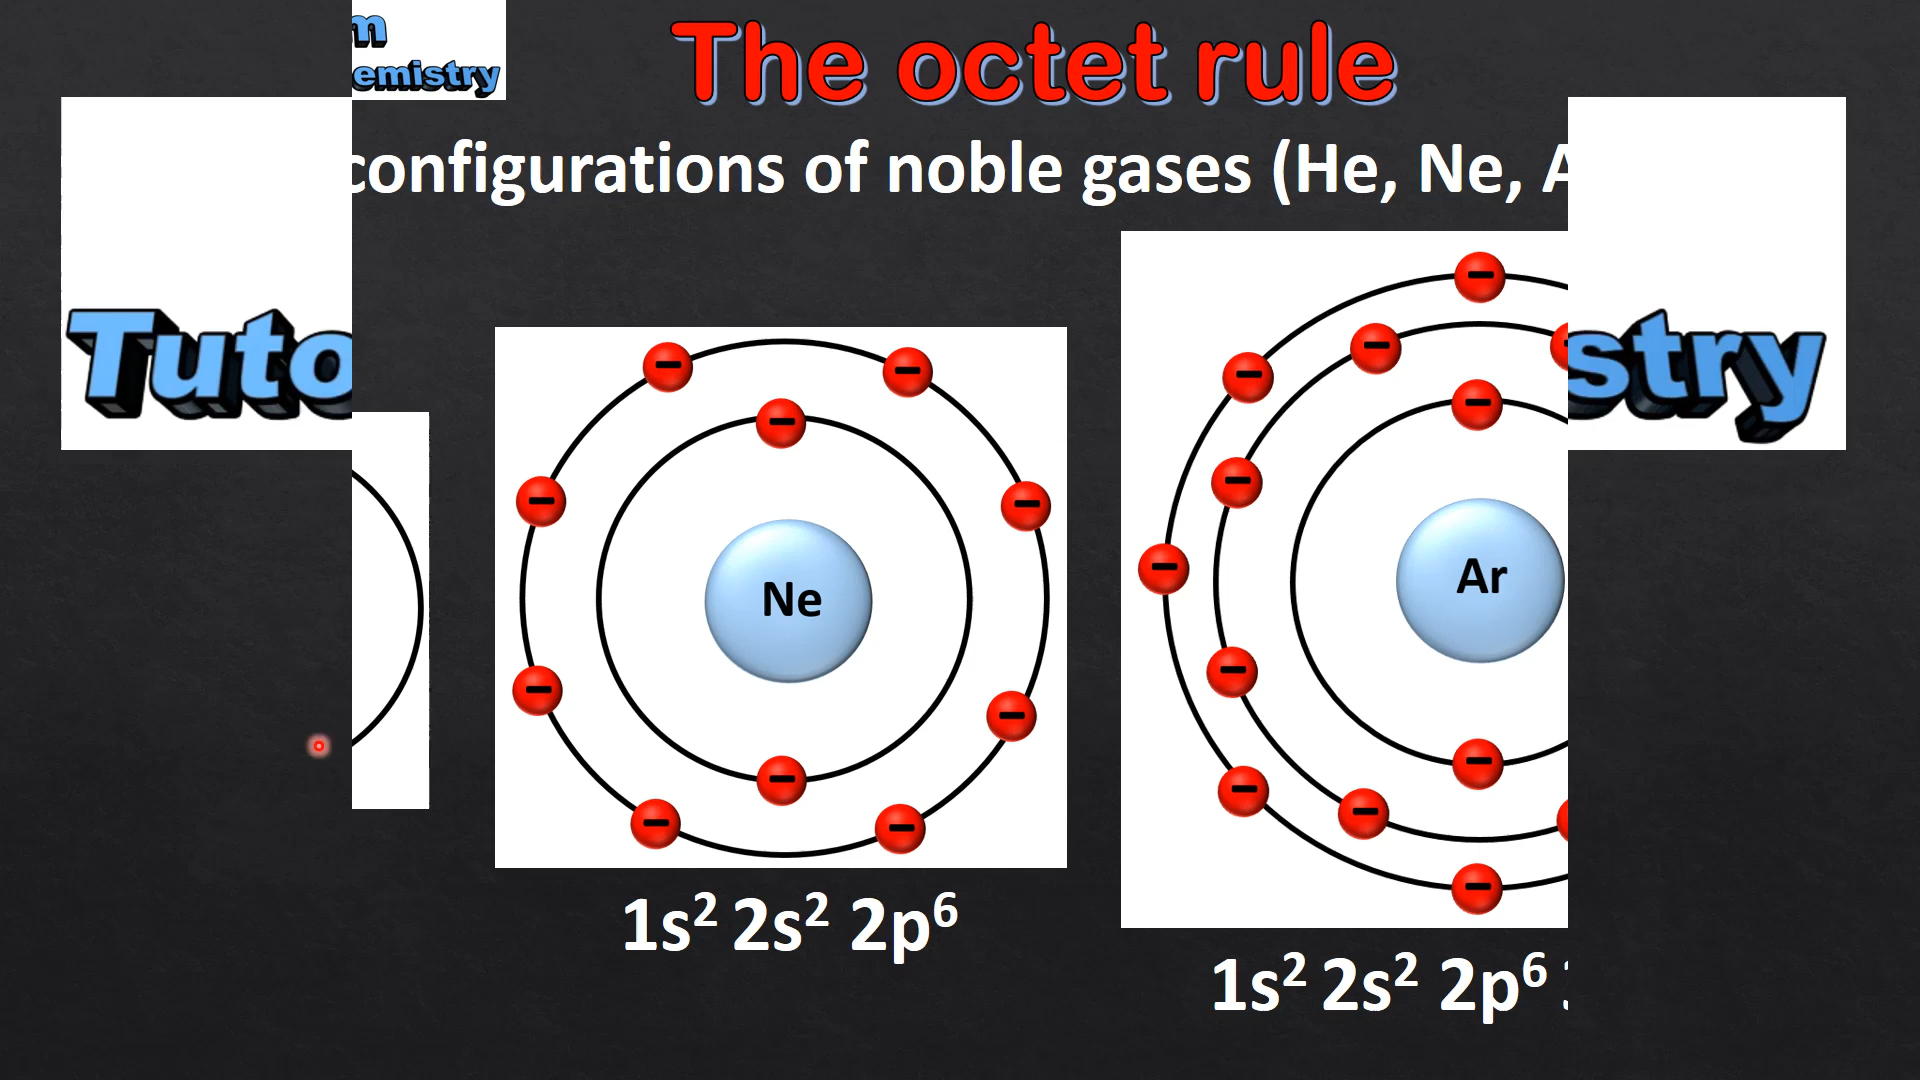 m
emistry
The octet rule
configurations of noble gases (He, Ne, A
Tuto
stry
Ne
Ar
1s² 2s² 2p⁶
1s² 2s² 2p⁶